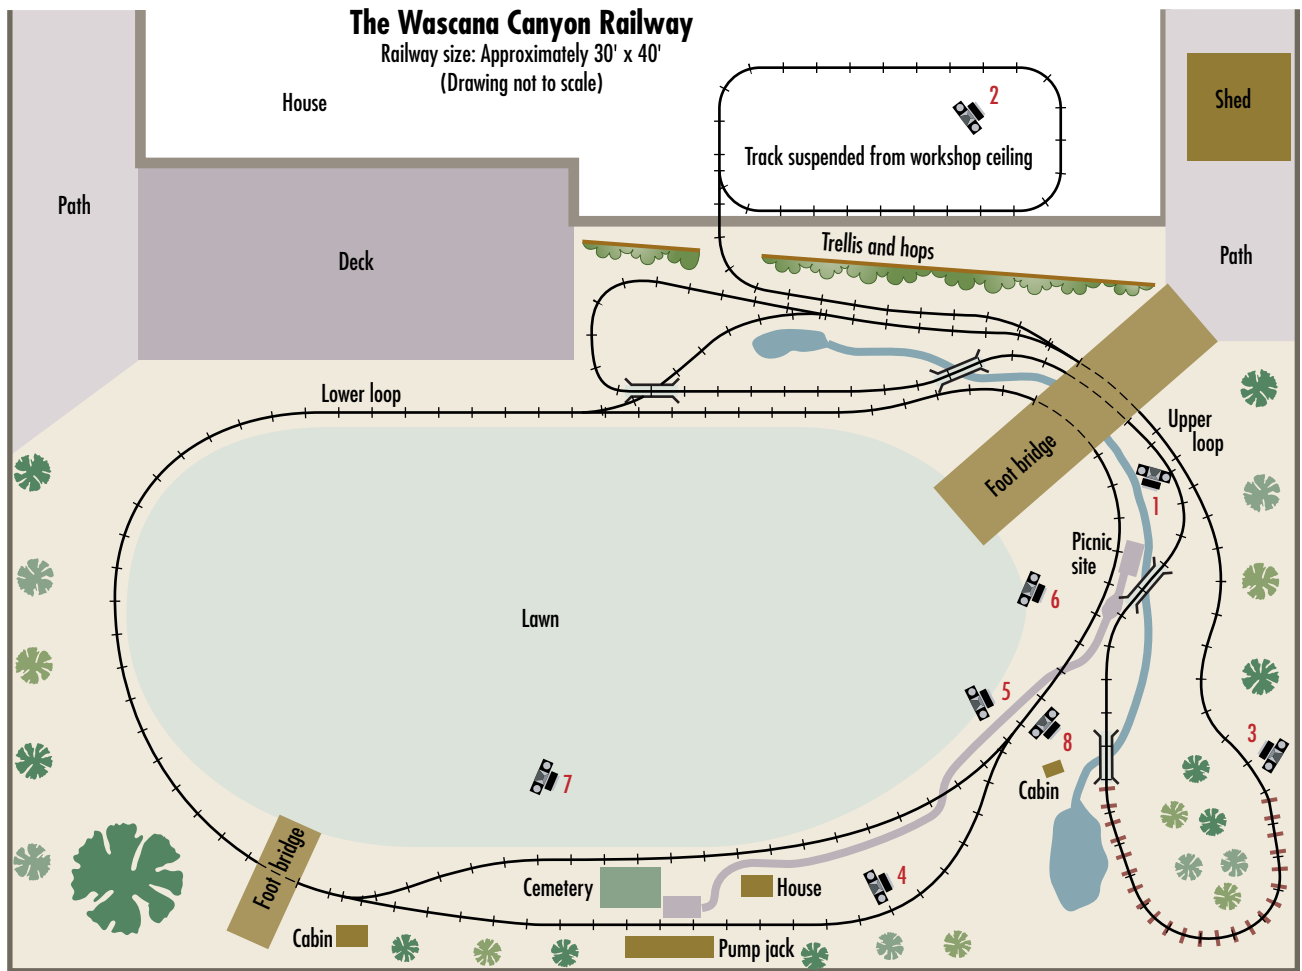 The Wascana Canyon Railway
Railway size: Approximately 30' x 40'
(Drawing not to scale)
House
2
Shed
Track suspended from workshop ceiling
Path
Deck
Trellis and hops
Path
Lower loop
Upper
loop
Foot bridge
1
Picnic
site
6
Lawn
5
3
8
7
Cabin
Foot bridge
Cemetery
House
4
Cabin
Pump jack